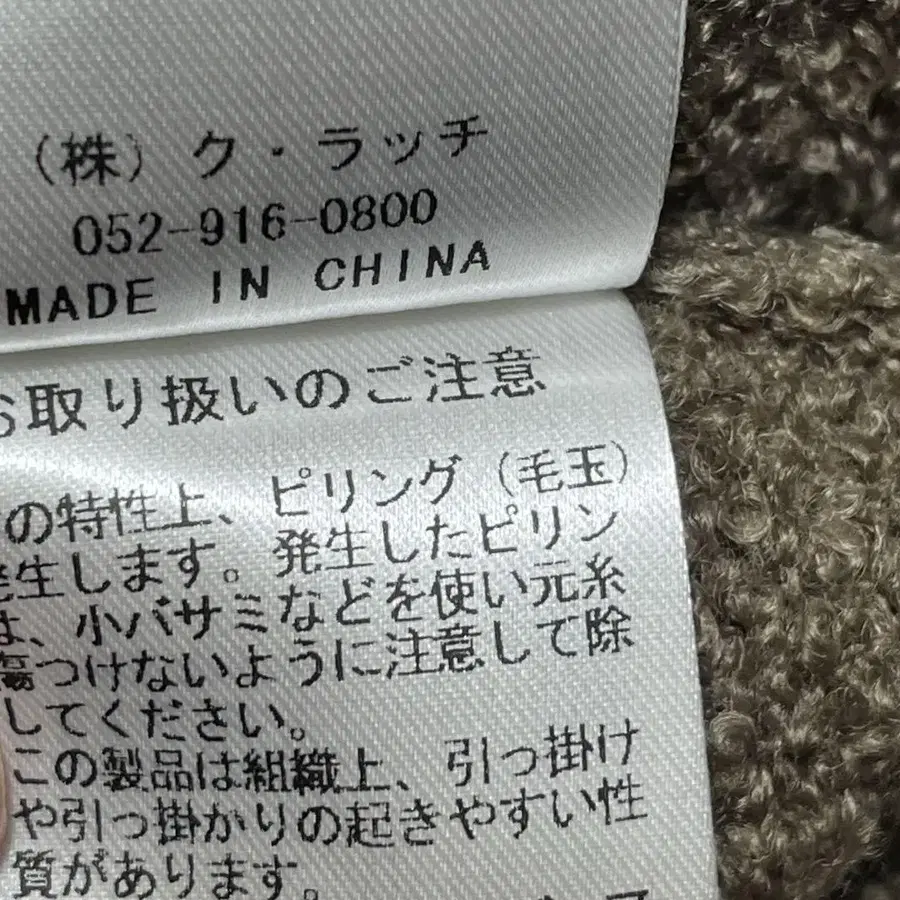 (株) ク・ラッチ
052-916-0800
MADE IN CHINA
お取り扱いのご注意
の特性上、ピリング(毛玉)
発生します。発生したピリン
は、小バサミなどを使い元糸
傷つけないように注意して除
してください。
この製品は組織上、引っ掛け
や引っ掛かりの起きやすい性
質があります。